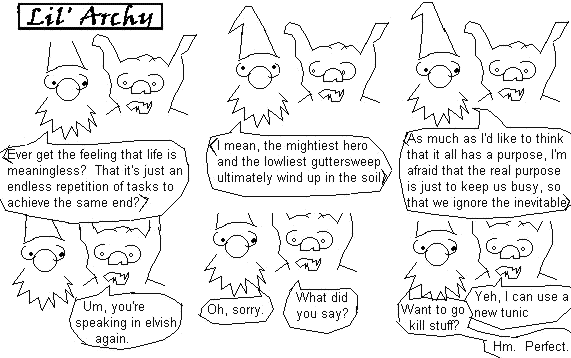 Lil' Archy
Ever get the feeling that life is
meaningless? That it's just an
endless repetition of tasks to
achieve the same end?
I mean, the mightiest hero
and the lowliest guttersweep
ultimately wind up in the soil
As much as I'd like to think
that it all has a purpose, I'm
afraid that the real purpose
is just to keep us busy, so
that we ignore the inevitable
Um, you're
speaking in elvish
again.
Oh, sorry.
What did
you say?
Want to go
kill stuff?
Yeh, I can use a
new tunic
Hm. Perfect.